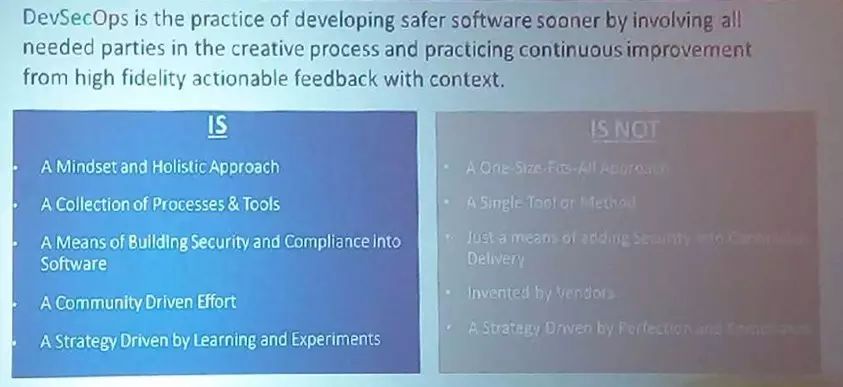 DevSecOps is the practice of developing safer software sooner by involving all
needed parties in the creative process and practicing continuous improvement
from high fidelity actionable feedback with context.
IS
• A Mindset and Holistic Approach
• A Collection of Processes & Tools
• A Means of Building Security and Compliance into
Software
• A Community Driven Effort
• A Strategy Driven by Learning and Experiments
IS NOT
• A One-Size-Fits-All Approach
• A Single Tool or Method
• Just a means of adding Security into Continuous
Delivery
• Invented by Vendors
• A Strategy Driven by Perfection and